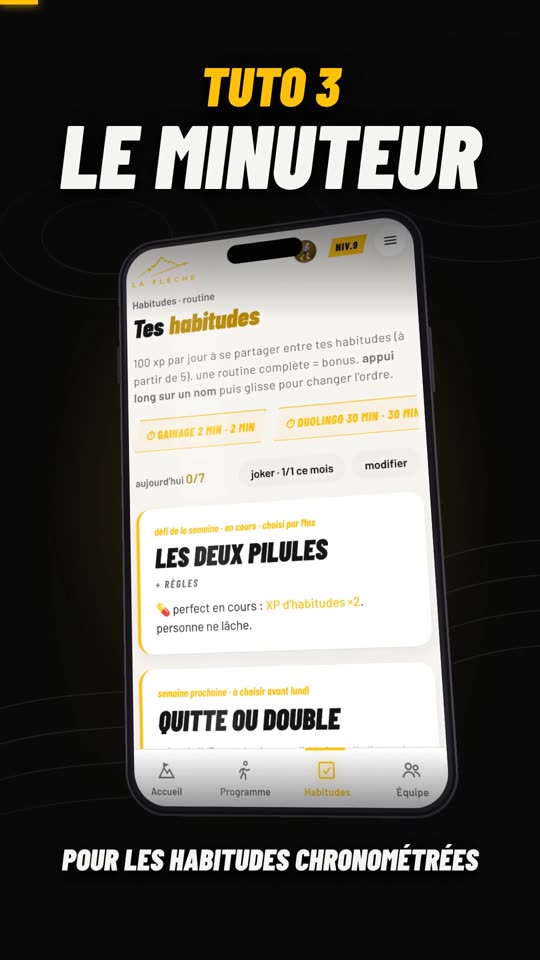 TUTO 3
LE MINUTEUR
LA FLÈCHE
NIV.9
Habitudes · routine
Tes habitudes
100 xp par jour à se partager entre tes habitudes (à
partir de 5). une routine complète = bonus. appui
long sur un nom puis glisse pour changer l'ordre.
GAINAGE 2 MIN · 2 MIN
DUOLINGO 30 MIN · 30 MIN
aujourd'hui 0/7
joker · 1/1 ce mois
modifier
défi de la semaine · en cours · choisi par Max
LES DEUX PILULES
+ RÈGLES
perfect en cours : XP d'habitudes ×2.
personne ne lâche.
semaine prochaine · à choisir avant lundi
QUITTE OU DOUBLE
Accueil
Programme
Habitudes
Équipe
POUR LES HABITUDES CHRONOMÉTRÉES